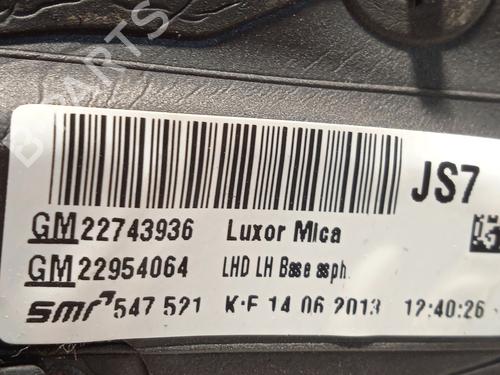 B-PARTS
JS7
GM 22743936 Luxor Mica
GM 22954064 LHD LH Base asph.
smr 547 521 K:F 14 06 2013 12:40:26